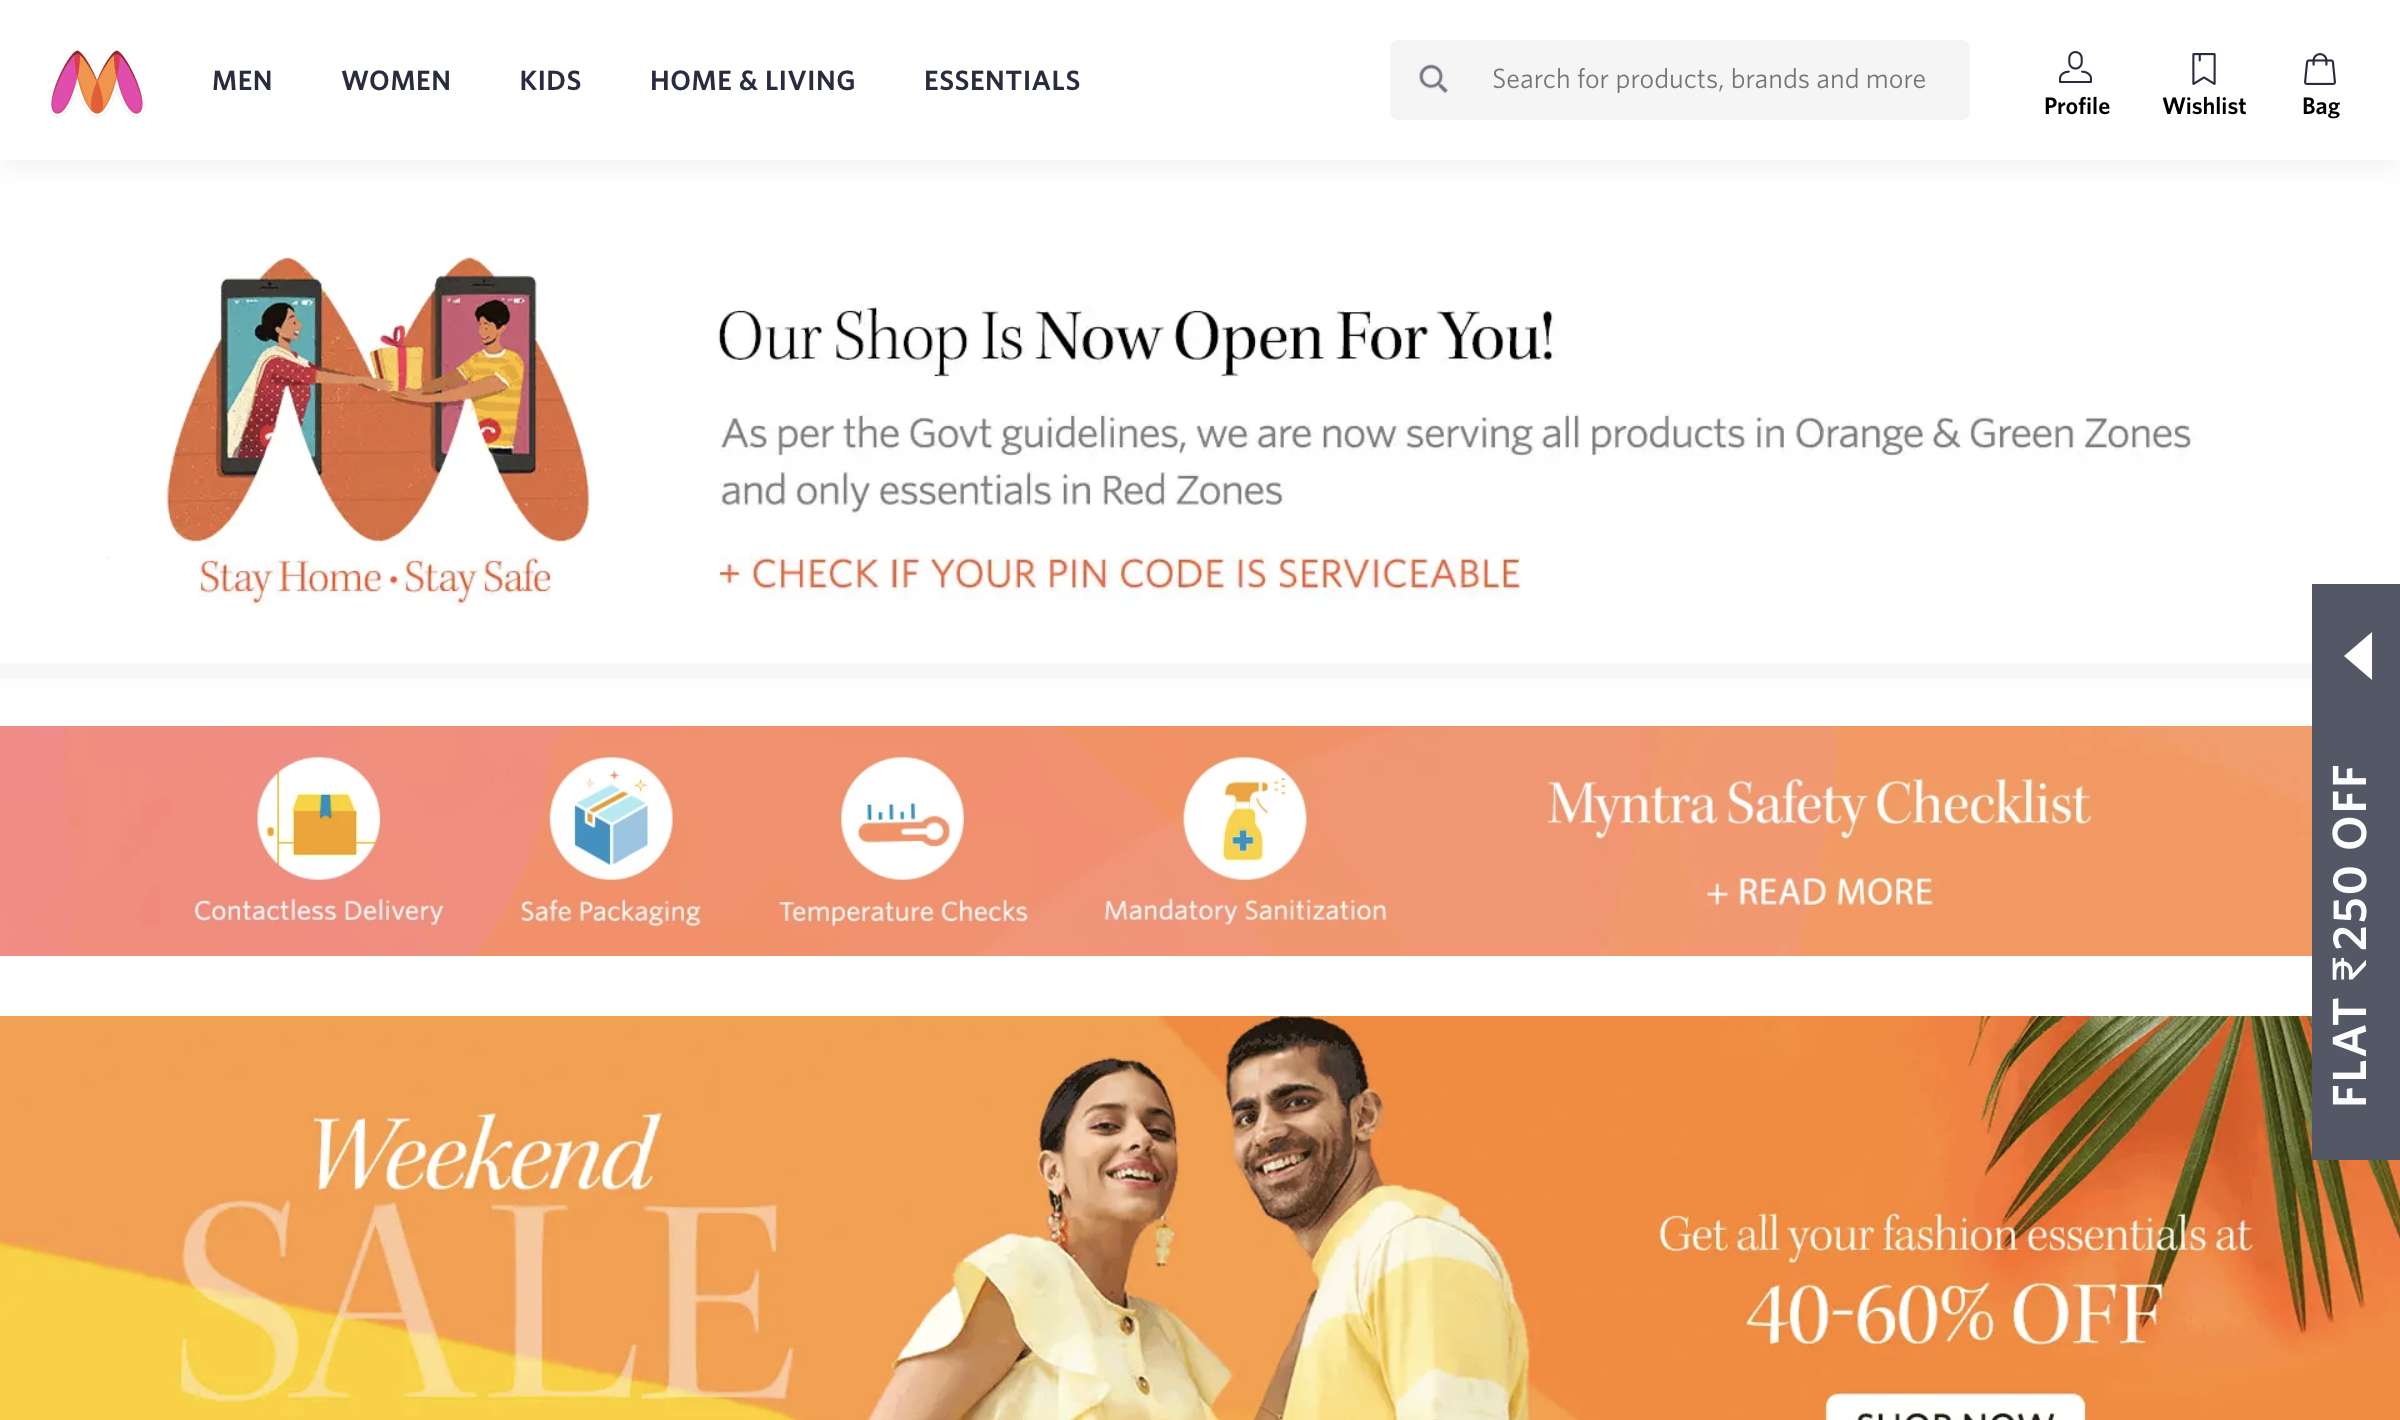 MEN WOMEN KIDS HOME & LIVING ESSENTIALS
Search for products, brands and more
Profile Wishlist Bag
Our Shop Is Now Open For You!
As per the Govt guidelines, we are now serving all products in Orange & Green Zones
and only essentials in Red Zones
+ CHECK IF YOUR PIN CODE IS SERVICEABLE
Stay Home • Stay Safe
Contactless Delivery
Safe Packaging
Temperature Checks
Mandatory Sanitization
Myntra Safety Checklist
+ READ MORE
FLAT ₹250 OFF
Weekend
SALE
Get all your fashion essentials at
40-60% OFF
SHOP NOW